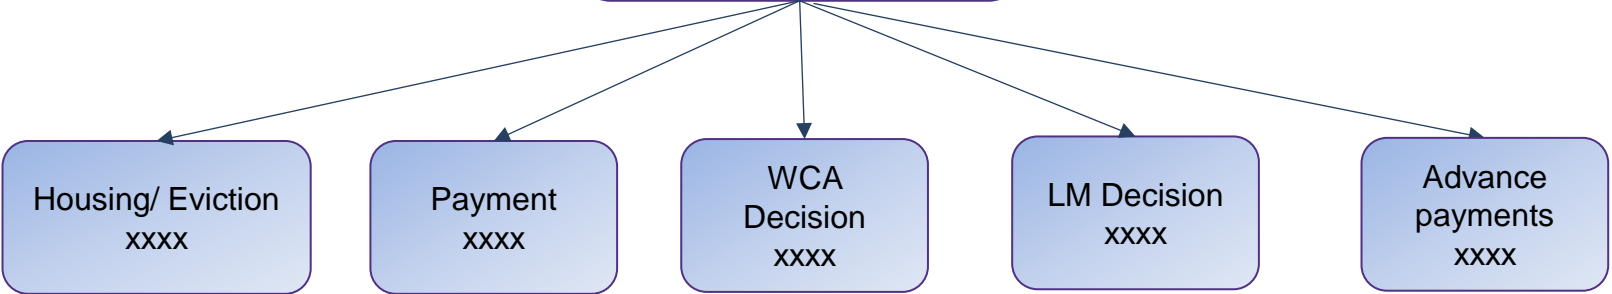 Housing/ Eviction
xxxx
Payment
xxxx
WCA
Decision
xxxx
LM Decision
xxxx
Advance
payments
xxxx